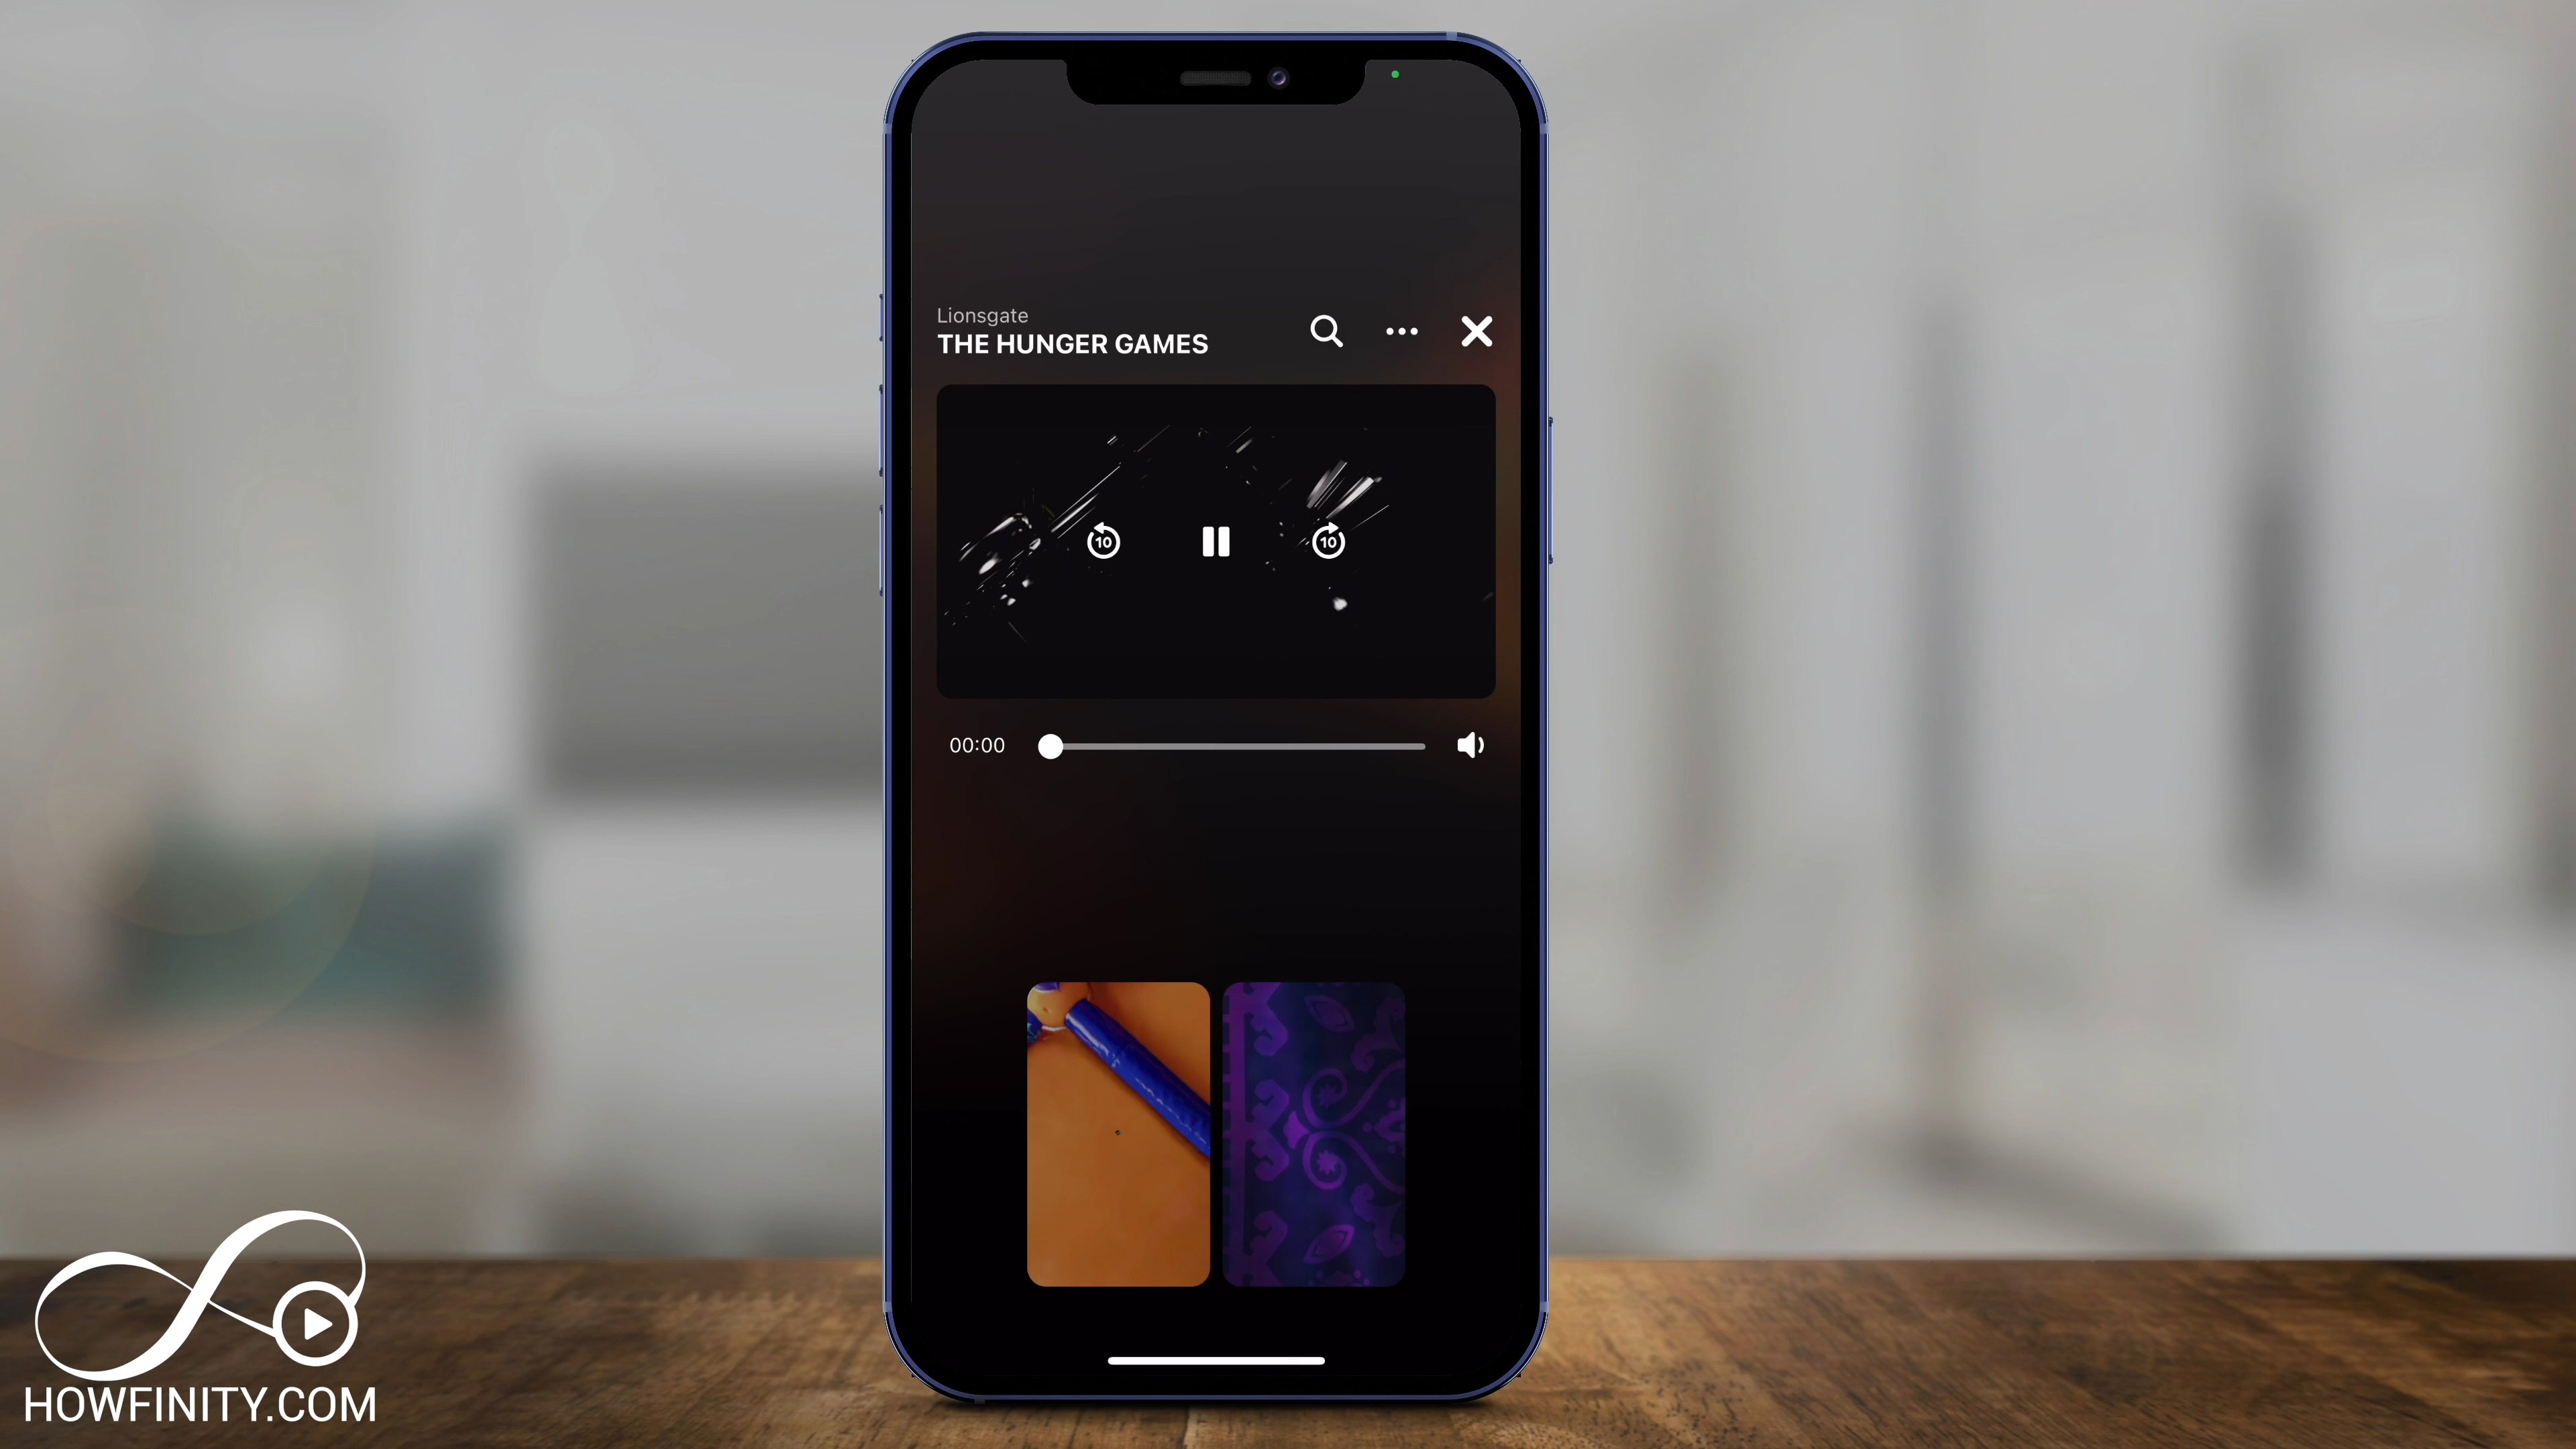 Lionsgate
THE HUNGER GAMES
10
10
00:00
HOWFINITY.COM